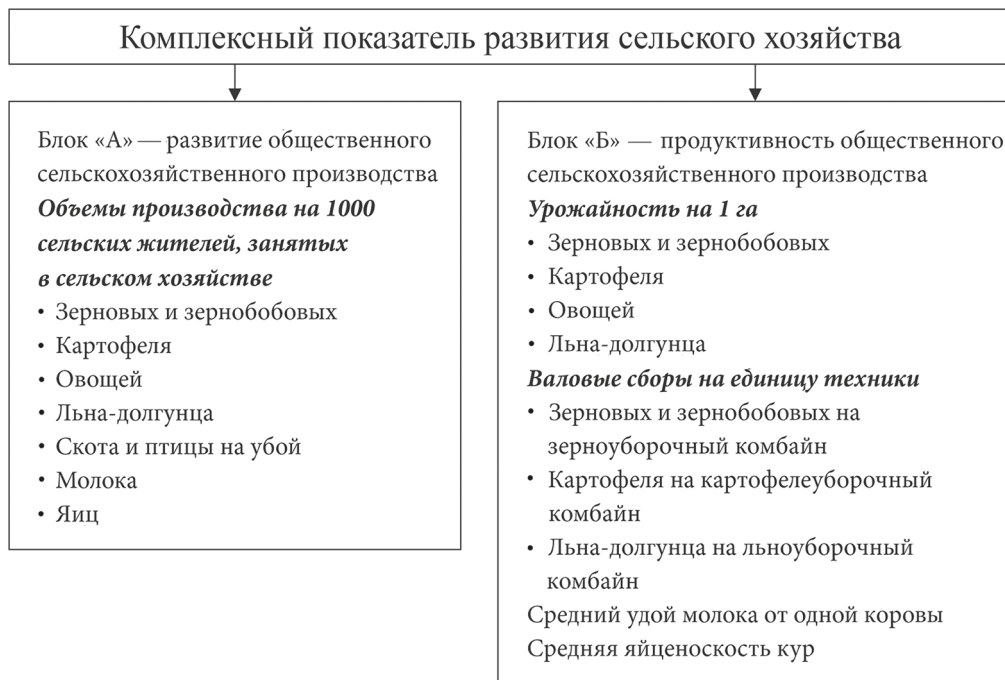 Комплексный показатель развития сельского хозяйства
Блок «А» — развитие общественного
сельскохозяйственного производства
Объемы производства на 1000
сельских жителей, занятых
в сельском хозяйстве
• Зерновых и зернобобовых
• Картофеля
• Овощей
• Льна-долгунца
• Скота и птицы на убой
• Молока
• Яиц
Блок «Б» — продуктивность общественного
сельскохозяйственного производства
Урожайность на 1 га
• Зерновых и зернобобовых
• Картофеля
• Овощей
• Льна-долгунца
Валовые сборы на единицу техники
• Зерновых и зернобобовых на
зерноуборочный комбайн
• Картофеля на картофелеуборочный
комбайн
• Льна-долгунца на льноуборочный
комбайн
Средний удой молока от одной коровы
Средняя яйценоскость кур